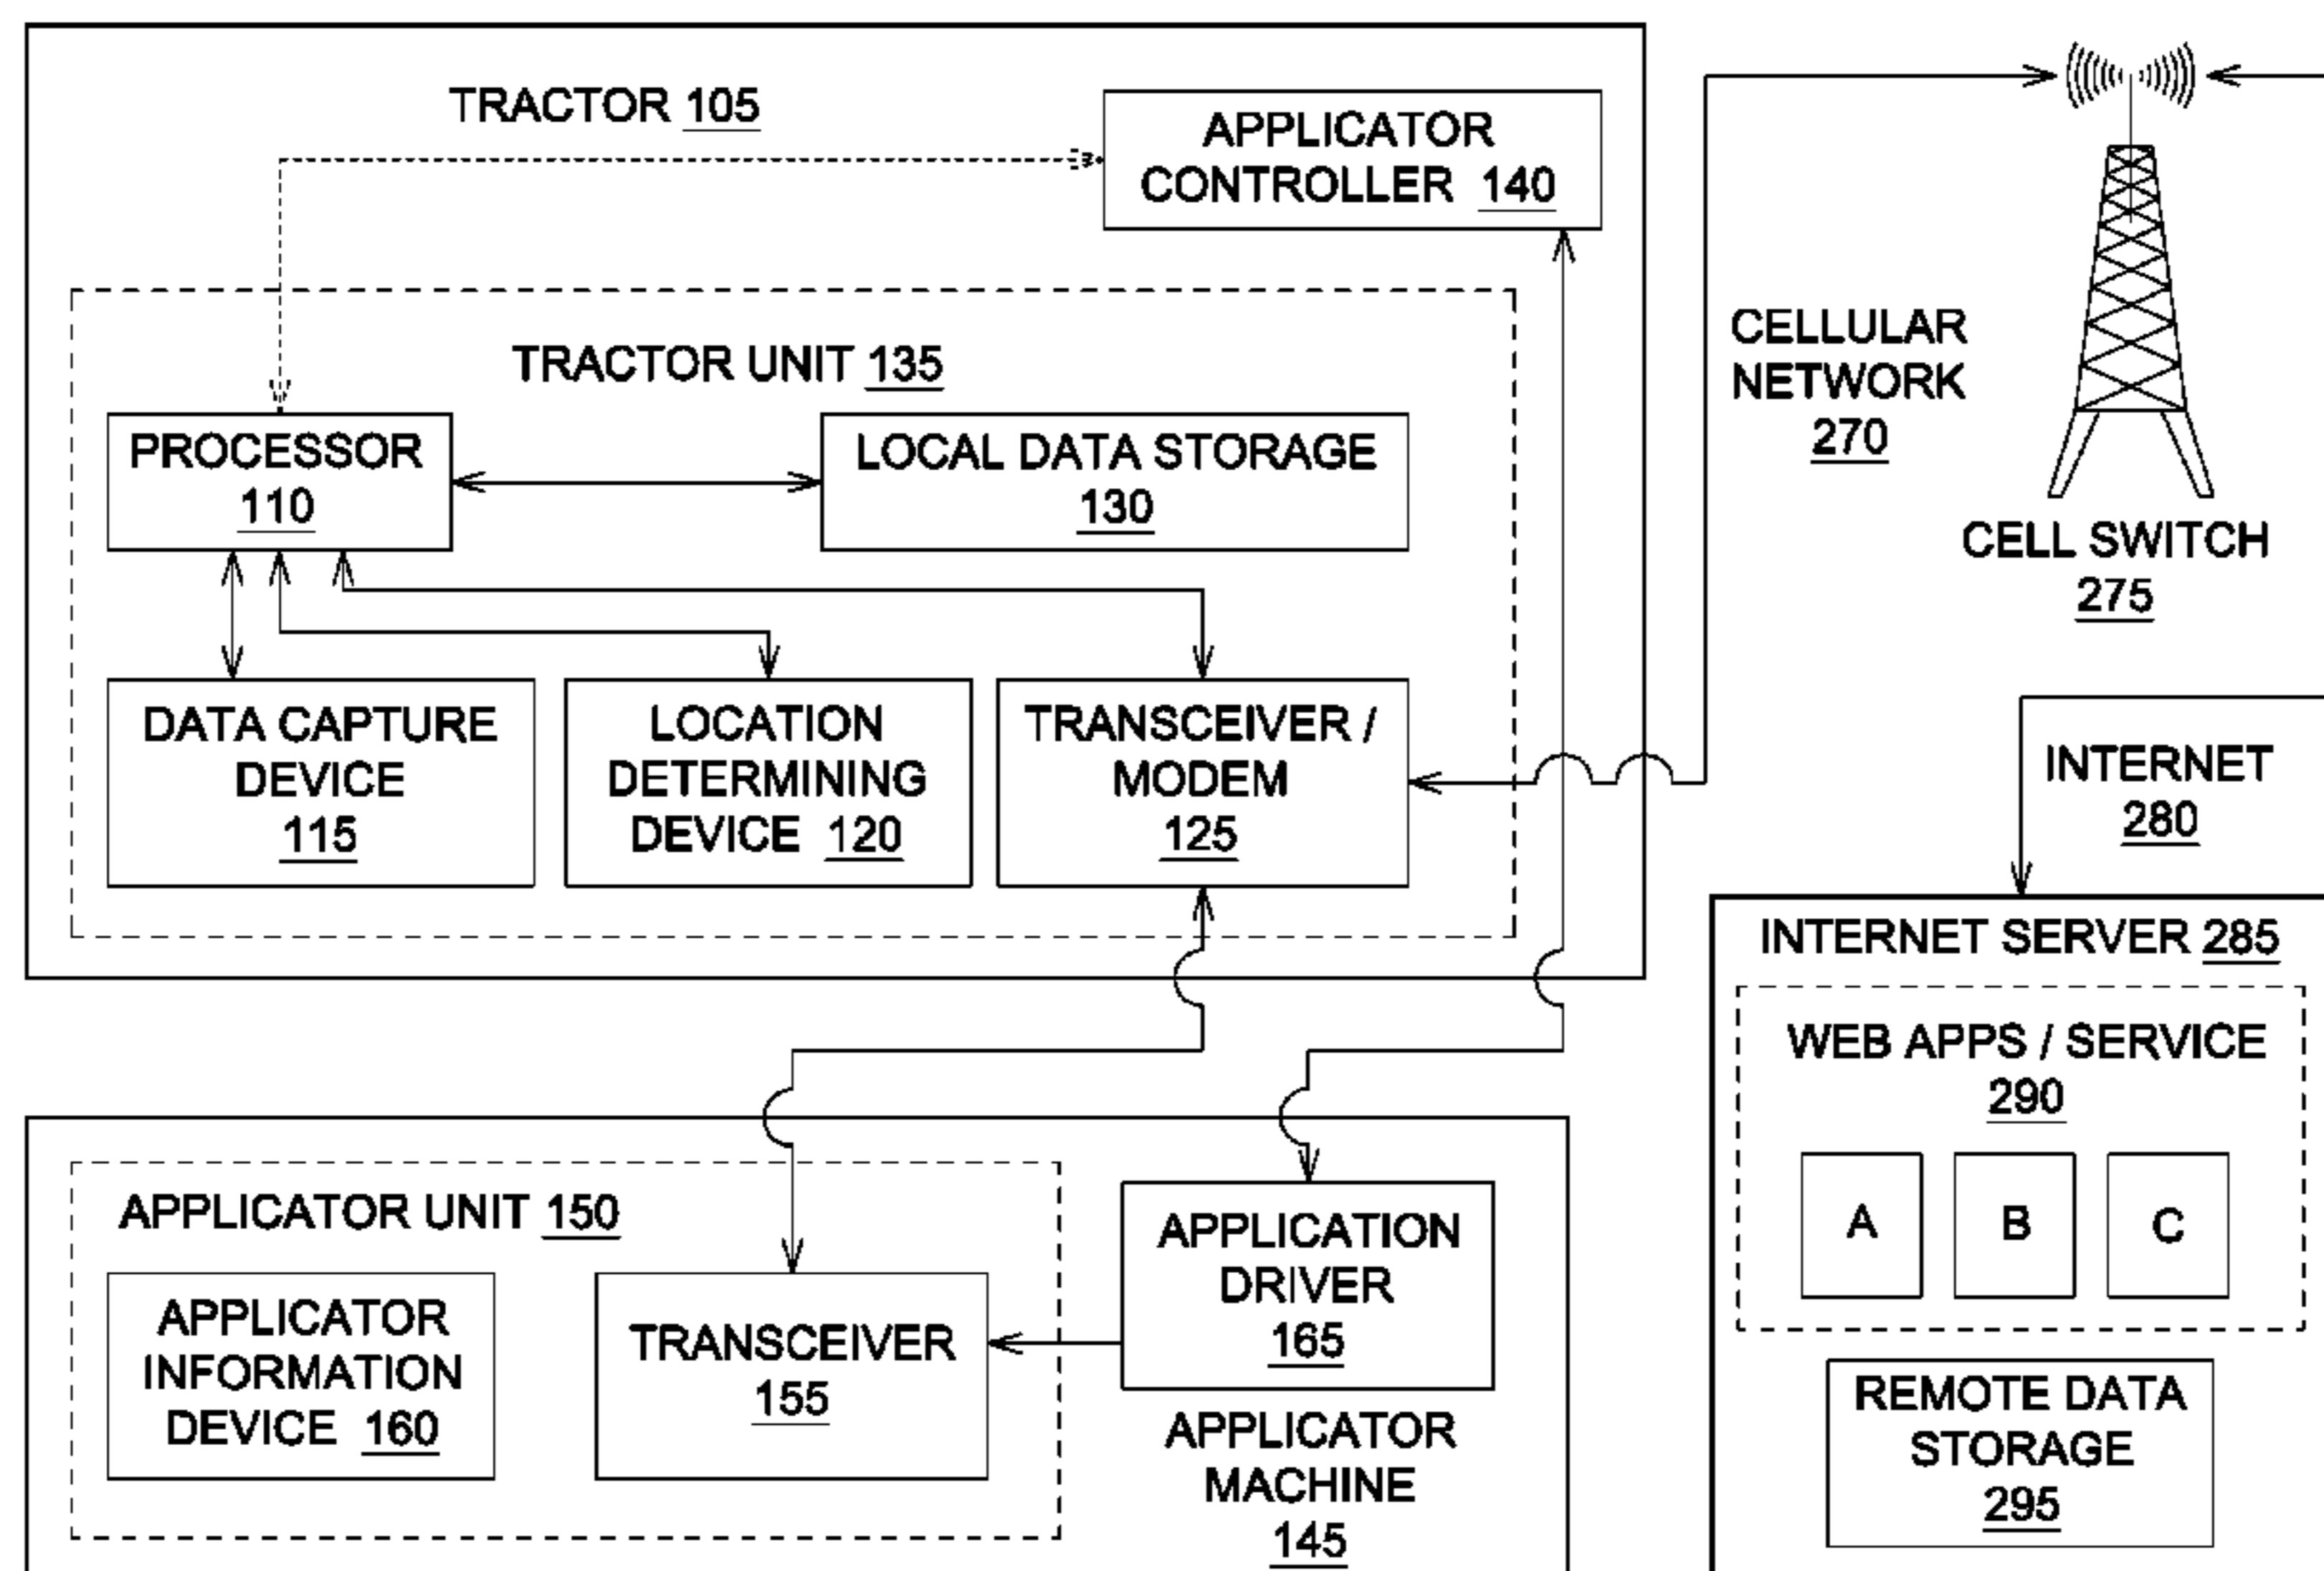 TRACTOR 105
APPLICATOR
CONTROLLER 140
TRACTOR UNIT 135
PROCESSOR
110
LOCAL DATA STORAGE
130
DATA CAPTURE
DEVICE
115
LOCATION
DETERMINING
DEVICE 120
TRANSCEIVER /
MODEM
125
CELLULAR
NETWORK
270
CELL SWITCH
275
INTERNET
280
INTERNET SERVER 285
WEB APPS / SERVICE
290
A
B
C
REMOTE DATA
STORAGE
295
APPLICATOR UNIT 150
APPLICATOR
INFORMATION
DEVICE 160
TRANSCEIVER
155
APPLICATION
DRIVER
165
APPLICATOR
MACHINE
145